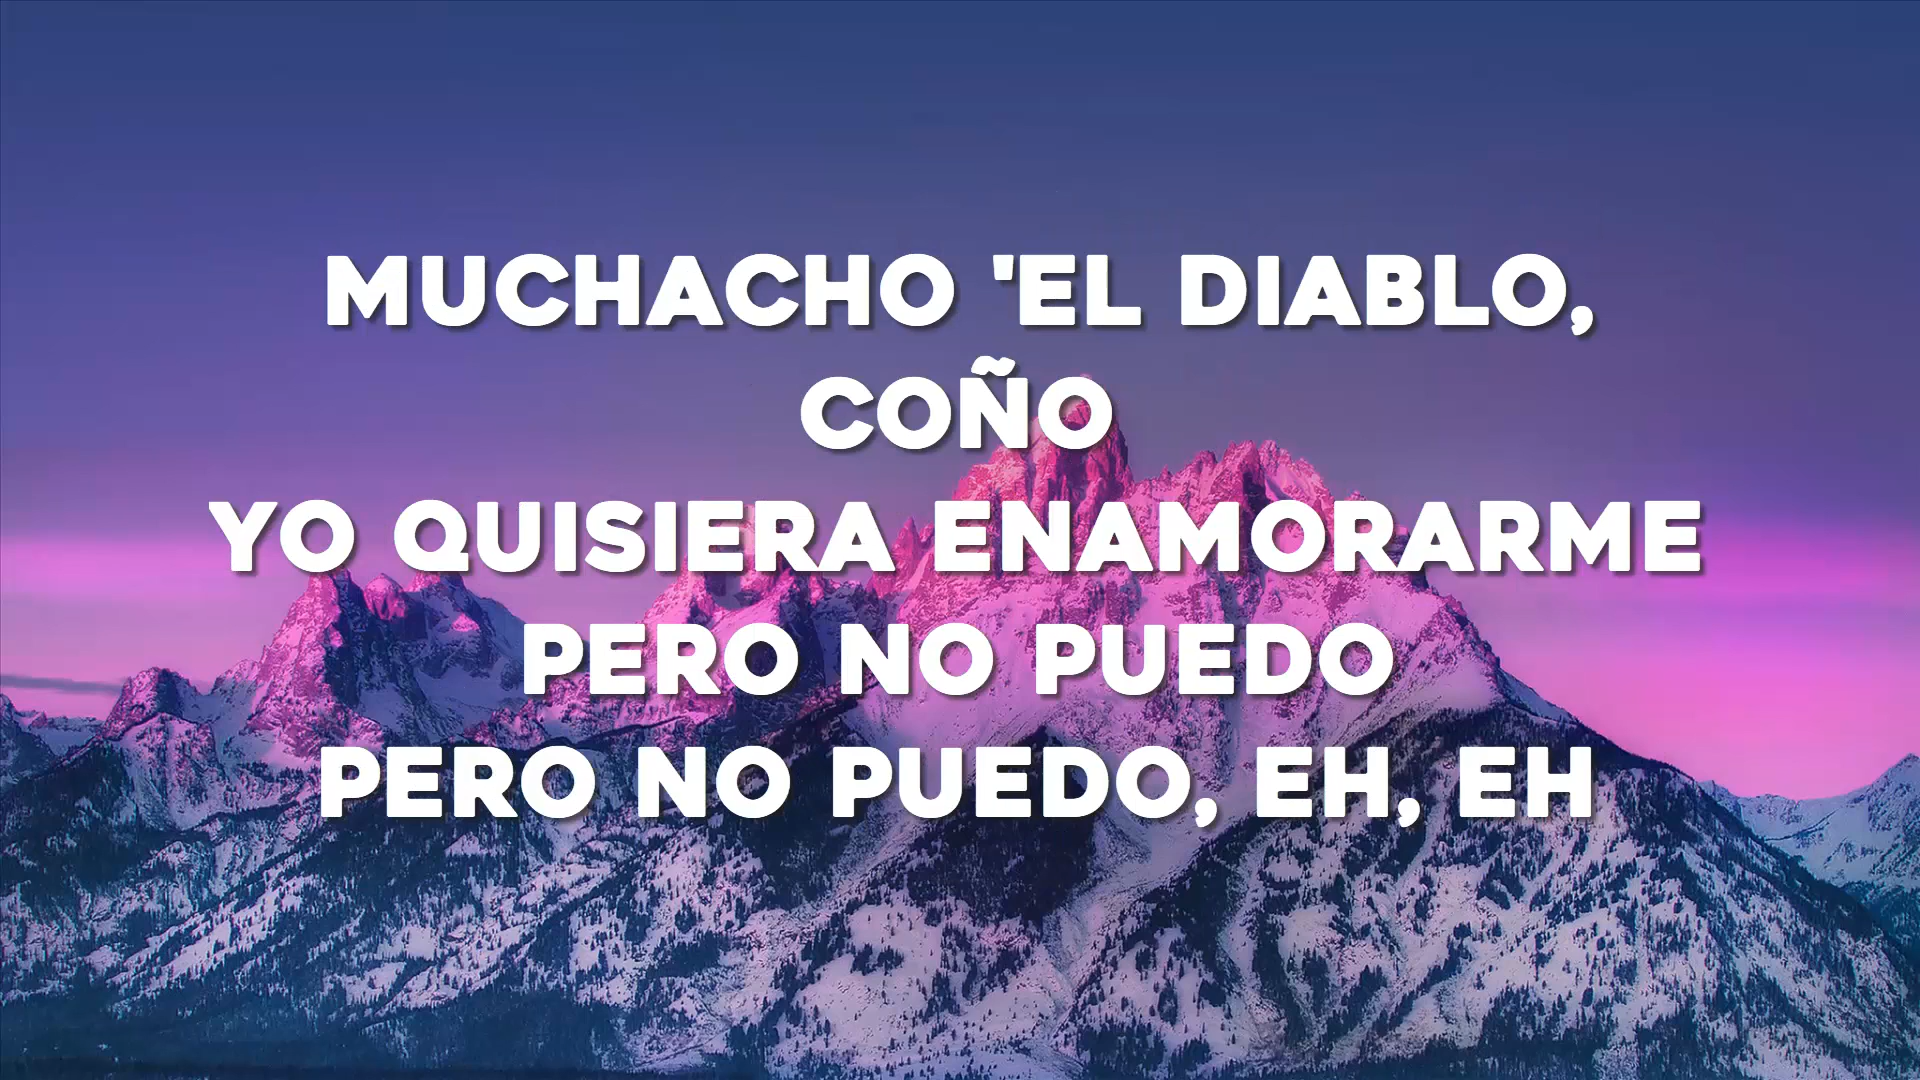 MUCHACHO 'EL DIABLO,
COÑO
YO QUISIERA ENAMORARME
PERO NO PUEDO
PERO NO PUEDO, EH, EH